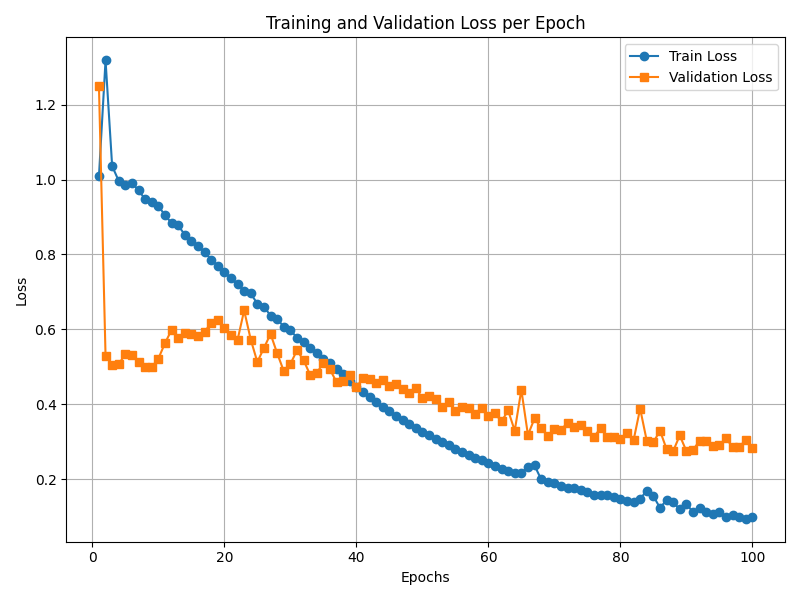 Training and Validation Loss per Epoch
Train Loss
Validation Loss
1.2
1.0
0.8
0.6
0.4
0.2
Loss
0 20 40 60 80 100
Epochs